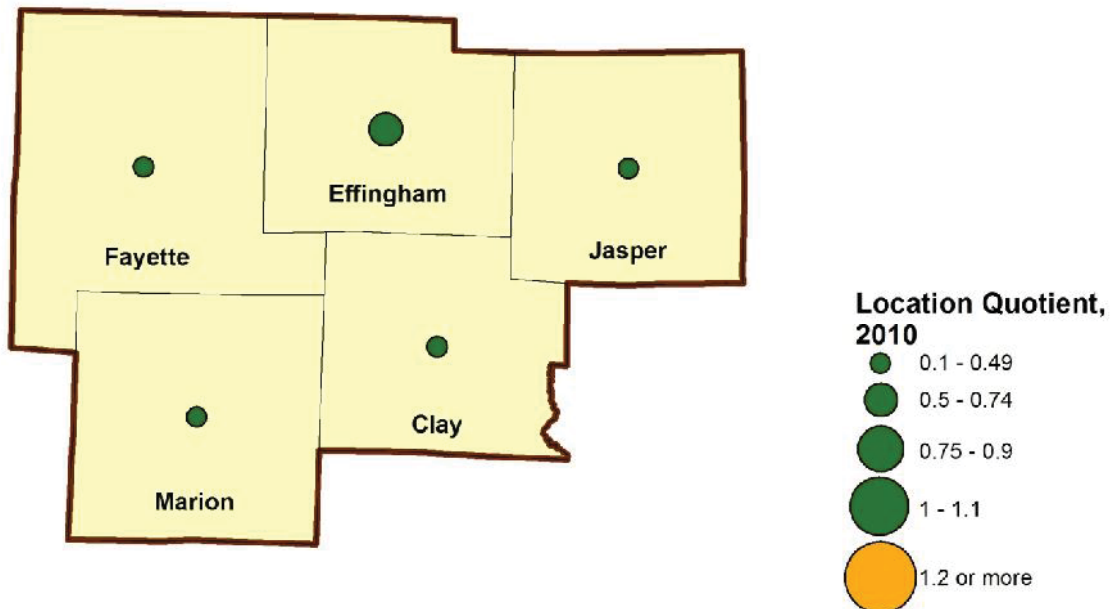 Effingham
Jasper
Fayette
Clay
Marion
Location Quotient,
2010
0.1 - 0.49
0.5 - 0.74
0.75 - 0.9
1 - 1.1
1.2 or more